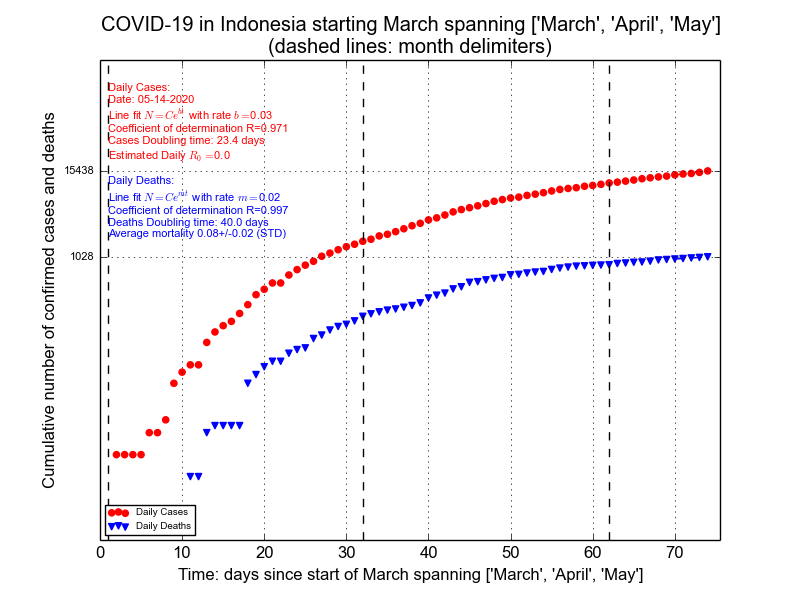 COVID-19 in Indonesia starting March spanning ['March', 'April', 'May']
(dashed lines: month delimiters)
Daily Cases:
Date: 05-14-2020
Line fit N = Ce^{bt} with rate b =0.03
Coefficient of determination R=0.971
Cases Doubling time: 23.4 days
Estimated Daily R_0 =0.0
Daily Deaths:
Line fit N = Ce^{mt} with rate m =0.02
Coefficient of determination R=0.997
Deaths Doubling time: 40.0 days
Average mortality 0.08+/-0.02 (STD)
15438
1028
Cumulative number of confirmed cases and deaths
Daily Cases
Daily Deaths
0 10 20 30 40 50 60 70
Time: days since start of March spanning ['March', 'April', 'May']